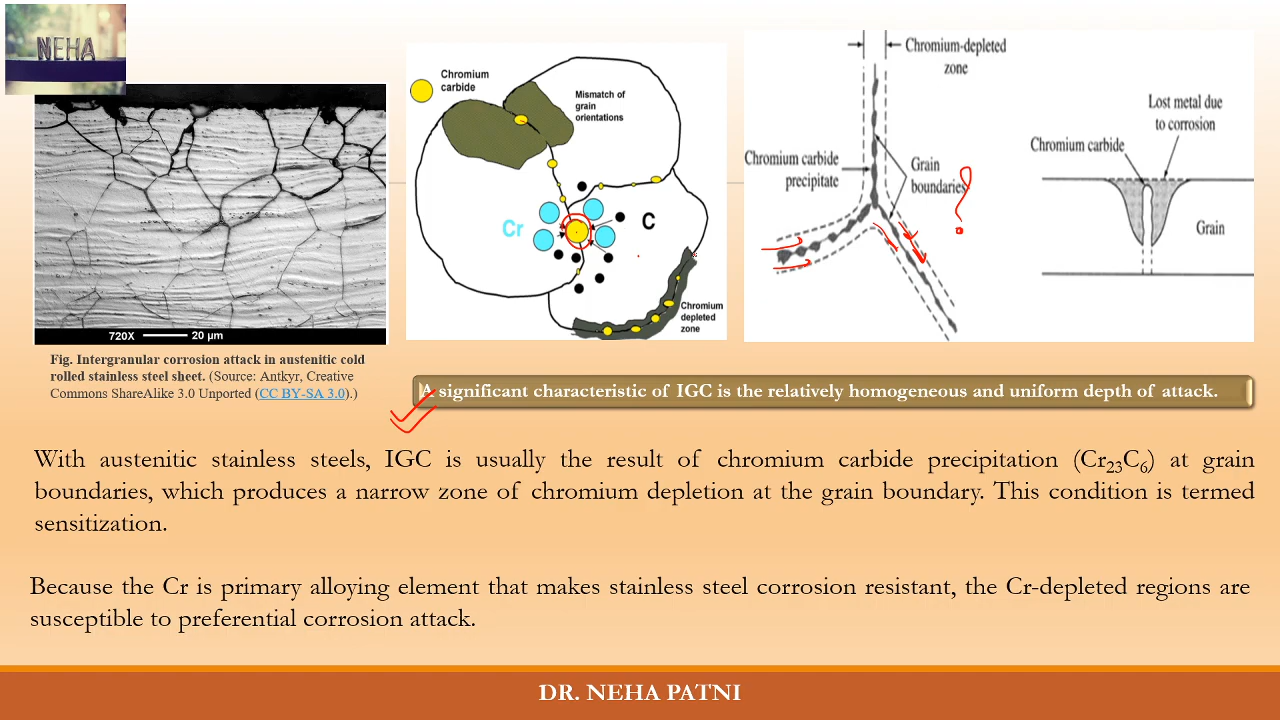 NEHA
720X 20 µm
Fig. Intergranular corrosion attack in austenitic cold
rolled stainless steel sheet. (Source: Antkyr, Creative
Commons ShareAlike 3.0 Unported (CC BY-SA 3.0).)
Chromium
carbide
Mismatch of
grain
orientations
Cr
C
Chromium
depleted
zone
Chromium-depleted
zone
Chromium carbide
precipitate
Grain
boundaries
?
Lost metal due
to corrosion
Chromium carbide
Grain
A significant characteristic of IGC is the relatively homogeneous and uniform depth of attack.
With austenitic stainless steels, IGC is usually the result of chromium carbide precipitation (Cr₂₃C₆) at grain
boundaries, which produces a narrow zone of chromium depletion at the grain boundary. This condition is termed
sensitization.
Because the Cr is primary alloying element that makes stainless steel corrosion resistant, the Cr-depleted regions are
susceptible to preferential corrosion attack.
DR. NEHA PATNI